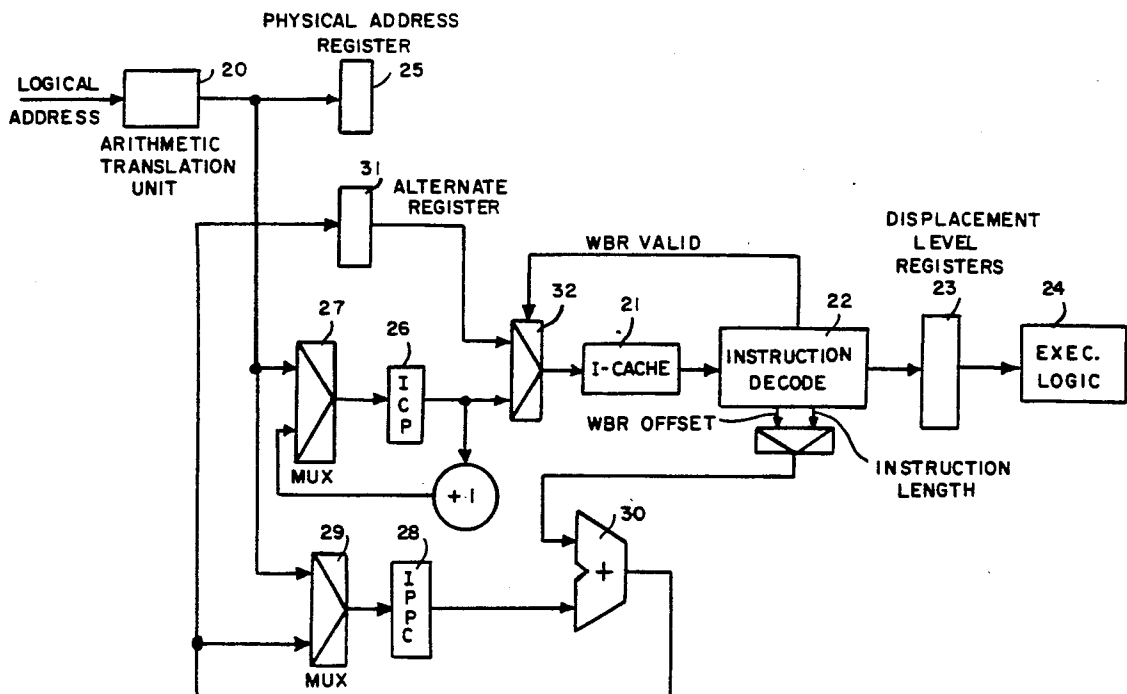 PHYSICAL ADDRESS
REGISTER
20
25
LOGICAL
ADDRESS
ARITHMETIC
TRANSLATION
UNIT
31
ALTERNATE
REGISTER
WBR VALID
DISPLACEMENT
LEVEL
REGISTERS
27
26
ICP
32
21
I-CACHE
22
INSTRUCTION
DECODE
23
24
EXEC.
LOGIC
MUX
+1
WBR OFFSET
INSTRUCTION
LENGTH
29
28
IPPC
30
+
MUX